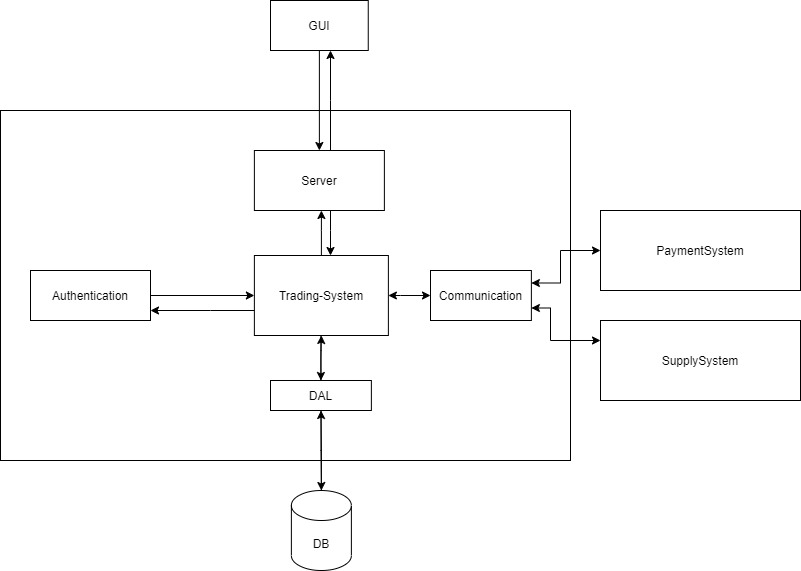 GUI
Server
PaymentSystem
Authentication
Trading-System
Communication
SupplySystem
DAL
DB